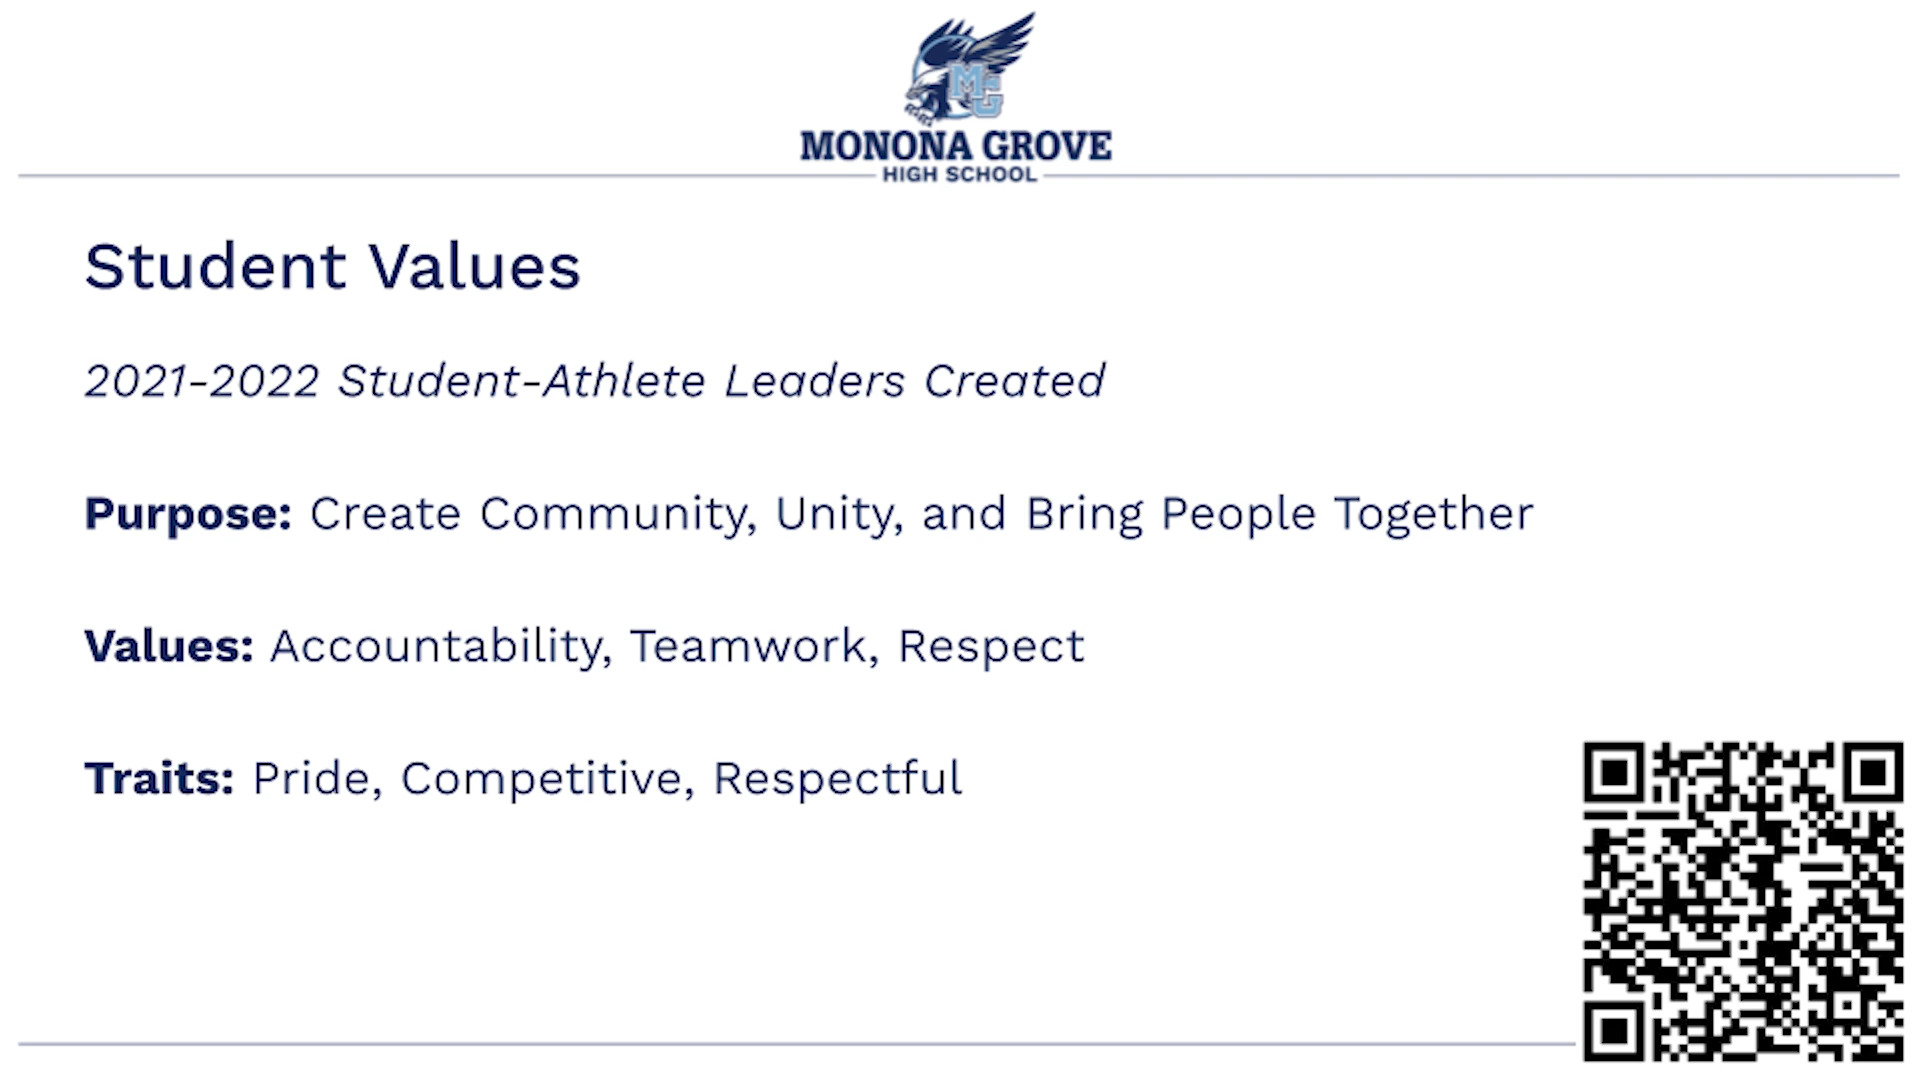 MG
MONONA GROVE
HIGH SCHOOL
Student Values
2021-2022 Student-Athlete Leaders Created
Purpose: Create Community, Unity, and Bring People Together
Values: Accountability, Teamwork, Respect
Traits: Pride, Competitive, Respectful